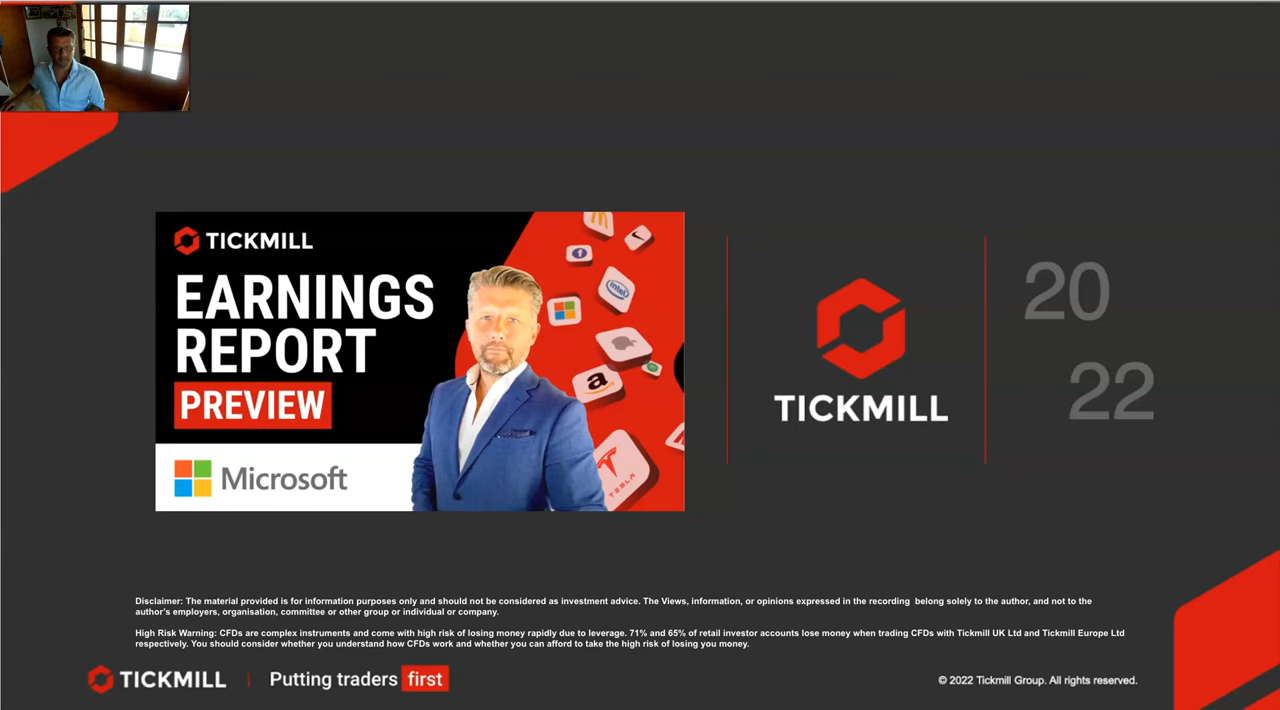 TICKMILL
EARNINGS
REPORT
PREVIEW
Microsoft
intel
a
TESLA
TICKMILL
20
22
Disclaimer: The material provided is for information purposes only and should not be considered as investment advice. The Views, information, or opinions expressed in the recording belong solely to the author, and not to the
author's employers, organisation, committee or other group or individual or company.
High Risk Warning: CFDs are complex instruments and come with high risk of losing money rapidly due to leverage. 71% and 65% of retail investor accounts lose money when trading CFDs with Tickmill UK Ltd and Tickmill Europe Ltd
respectively. You should consider whether you understand how CFDs work and whether you can afford to take the high risk of losing you money.
TICKMILL | Putting traders first
© 2022 Tickmill Group. All rights reserved.